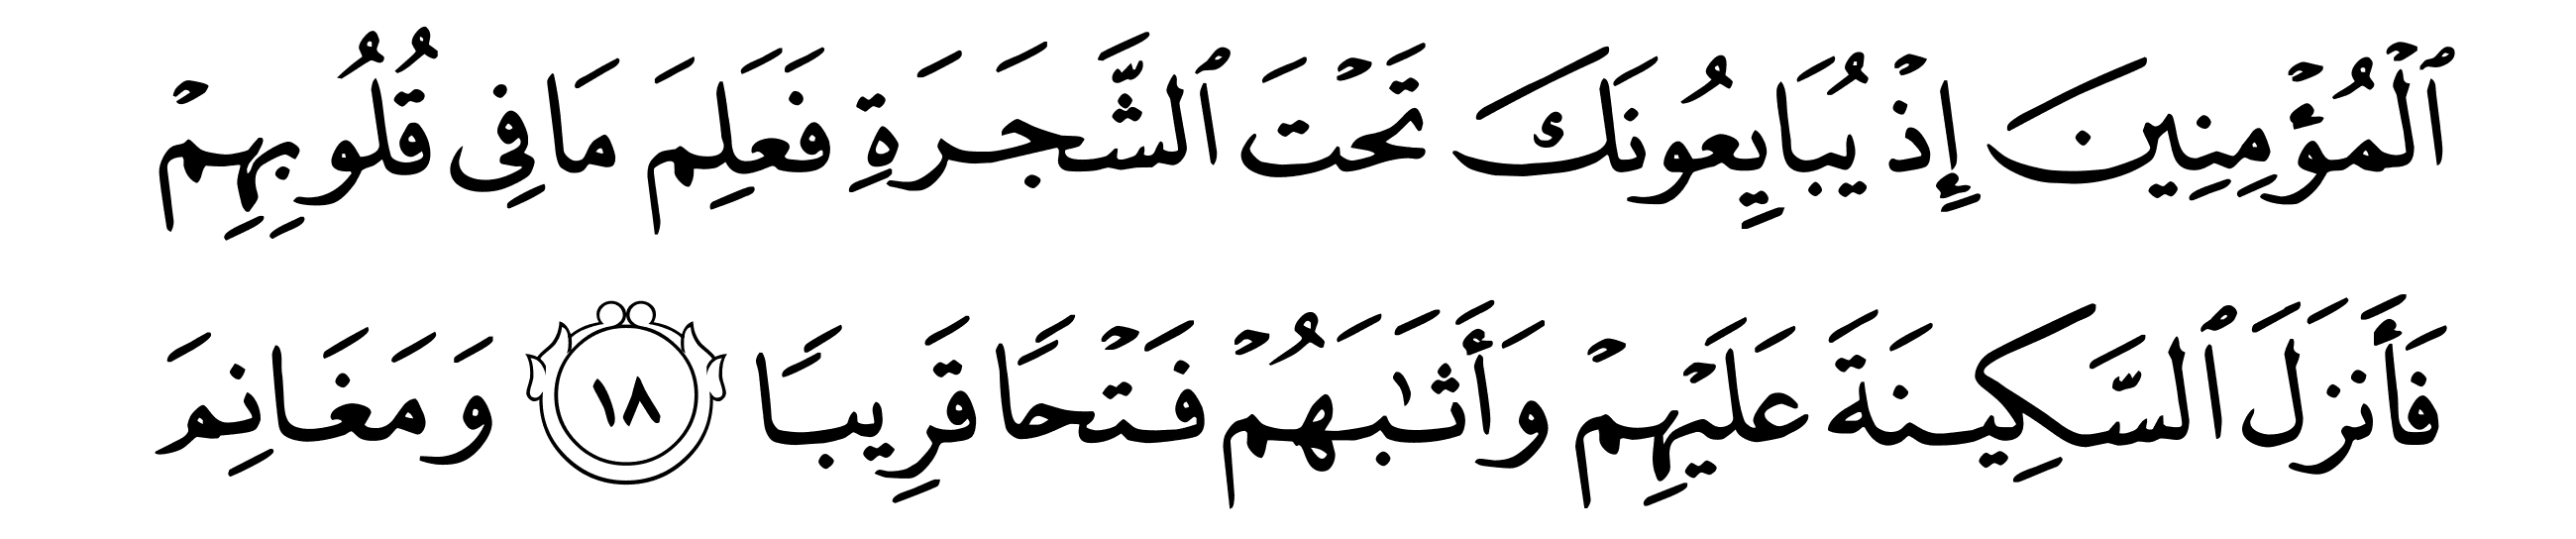 ٱلْمُؤْمِنِينَ إِذْ يُبَايِعُونَكَ تَحْتَ ٱلشَّجَرَةِ فَعَلِمَ مَا فِى قُلُوبِهِمْ
فَأَنزَلَ ٱلسَّكِينَةَ عَلَيْهِمْ وَأَثَـٰبَهُمْ فَتْحًا قَرِيبًا ١٨ وَمَغَانِمَ